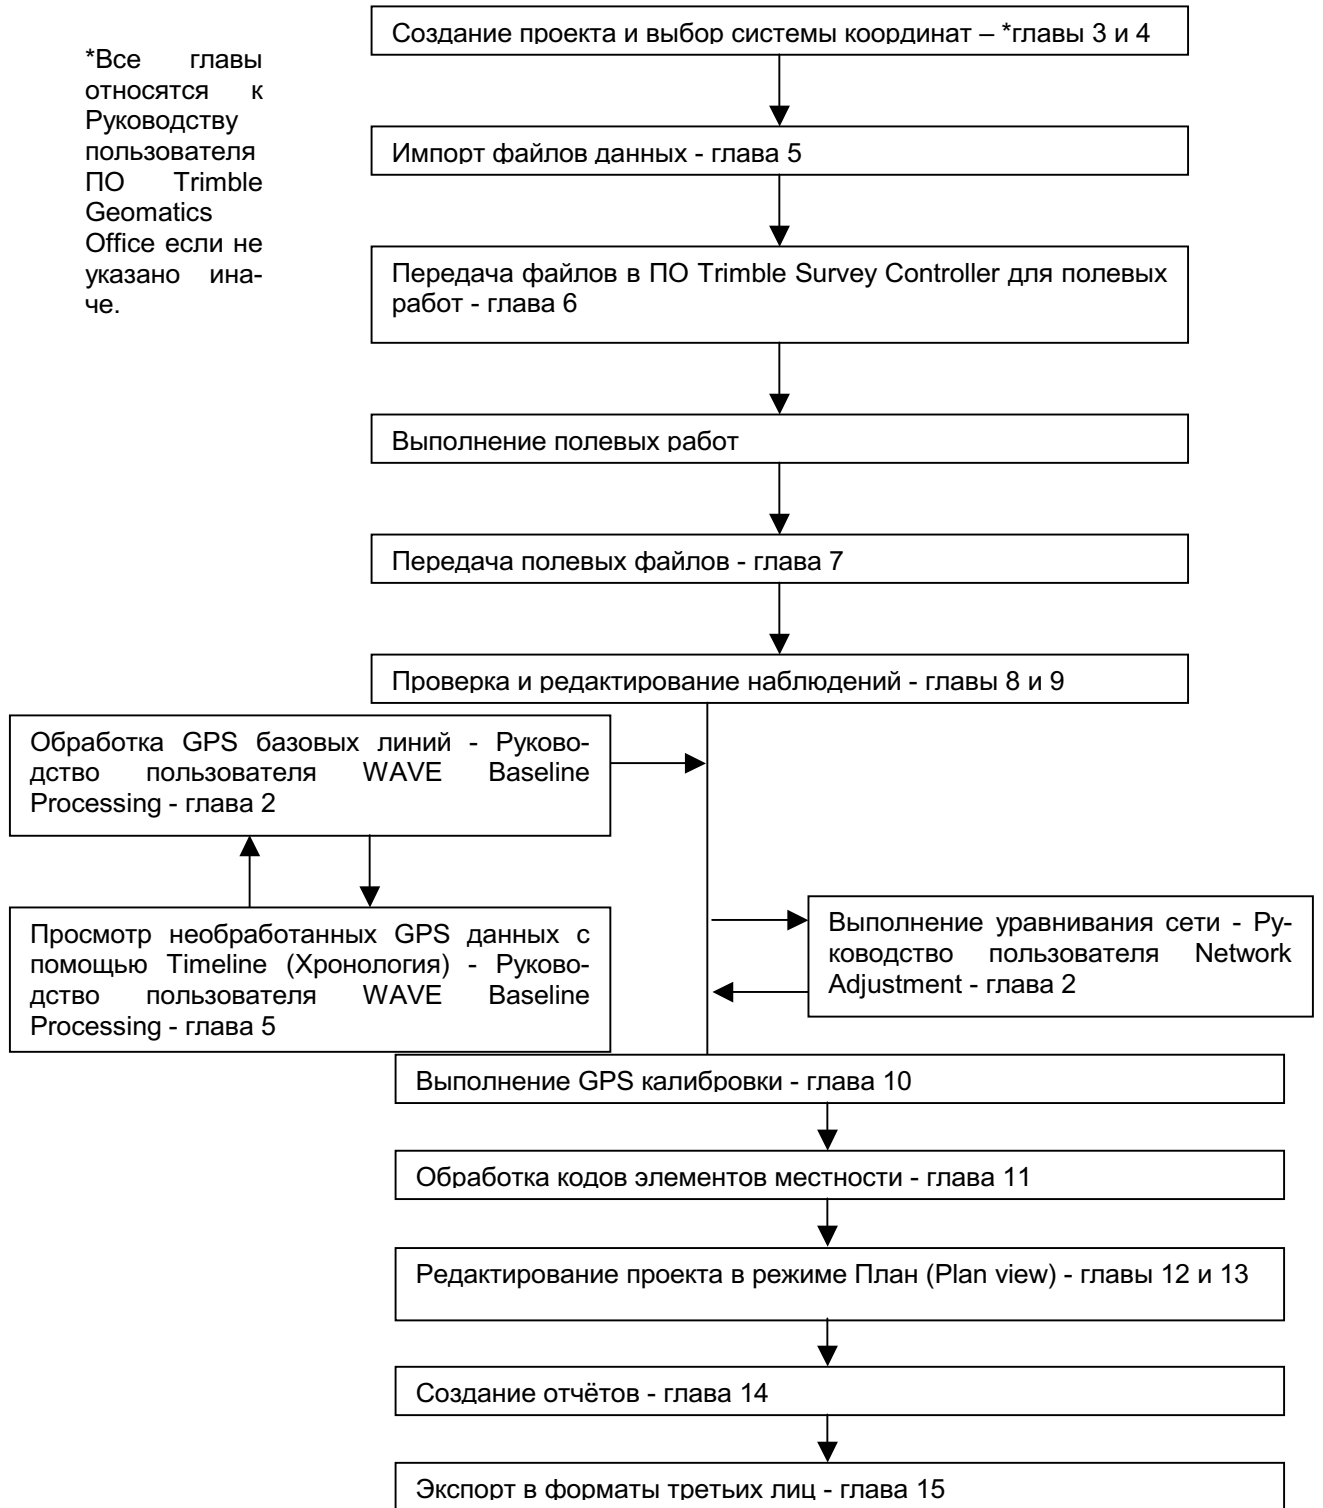 Создание проекта и выбор системы координат – *главы 3 и 4
*Все главы
относятся к
Руководству
пользователя
ПО Trimble
Geomatics
Office если не
указано ина-
че.
Импорт файлов данных - глава 5
Передача файлов в ПО Trimble Survey Controller для полевых
работ - глава 6
Выполнение полевых работ
Передача полевых файлов - глава 7
Проверка и редактирование наблюдений - главы 8 и 9
Обработка GPS базовых линий - Руково-
дство пользователя WAVE Baseline
Processing - глава 2
Просмотр необработанных GPS данных с
помощью Timeline (Хронология) - Руково-
дство пользователя WAVE Baseline
Processing - глава 5
Выполнение уравнивания сети - Ру-
ководство пользователя Network
Adjustment - глава 2
Выполнение GPS калибровки - глава 10
Обработка кодов элементов местности - глава 11
Редактирование проекта в режиме План (Plan view) - главы 12 и 13
Создание отчётов - глава 14
Экспорт в форматы третьих лиц - глава 15